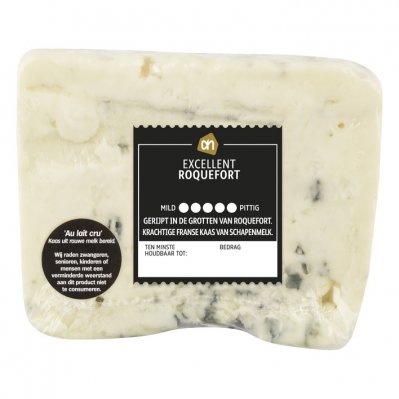 ah
EXCELLENT
ROQUEFORT
MILD PITTIG
GERIJPT IN DE GROTTEN VAN ROQUEFORT.
KRACHTIGE FRANSE KAAS VAN SCHAPENMELK.
TEN MINSTE BEDRAG
HOUDBAAR TOT:
'Au lait cru'
Kaas uit rauwe melk bereid.
Wij raden zwangeren,
senioren, kinderen of
mensen met een
verminderde weerstand
aan dit product niet
te consumeren.